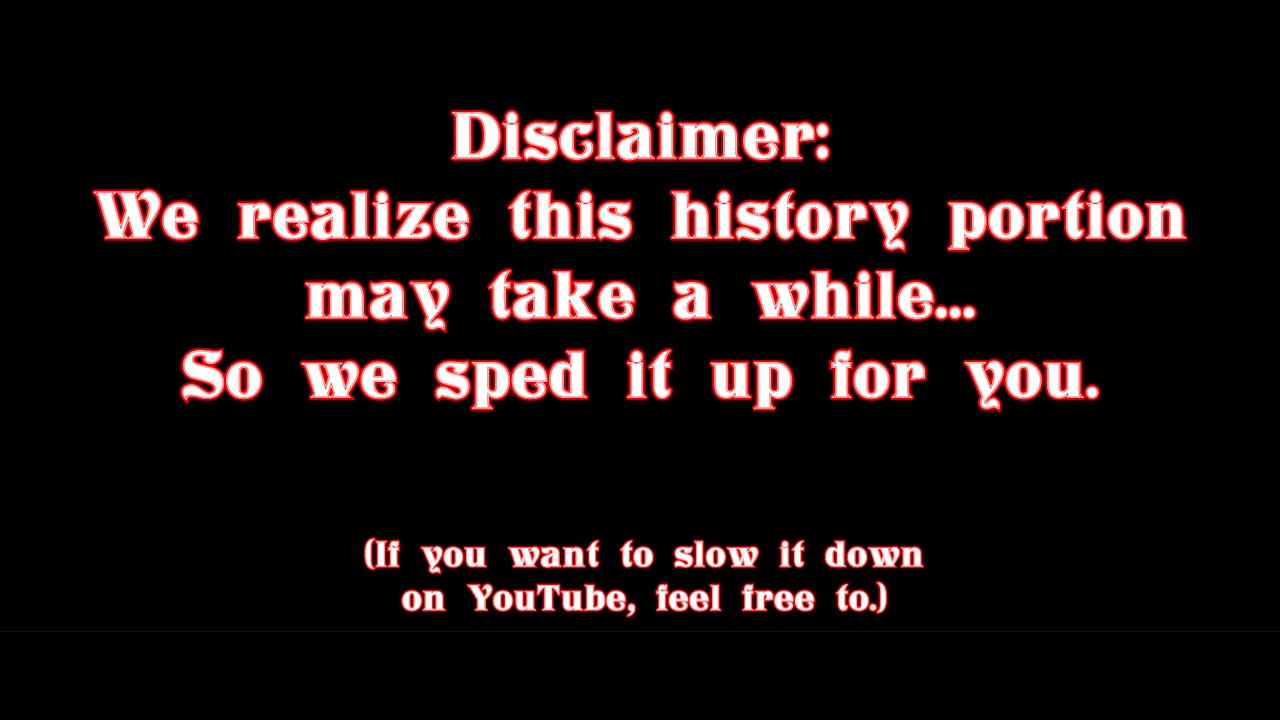 Disclaimer:
We realize this history portion
may take a while...
So we sped it up for you.
(If you want to slow it down
on YouTube, feel free to.)